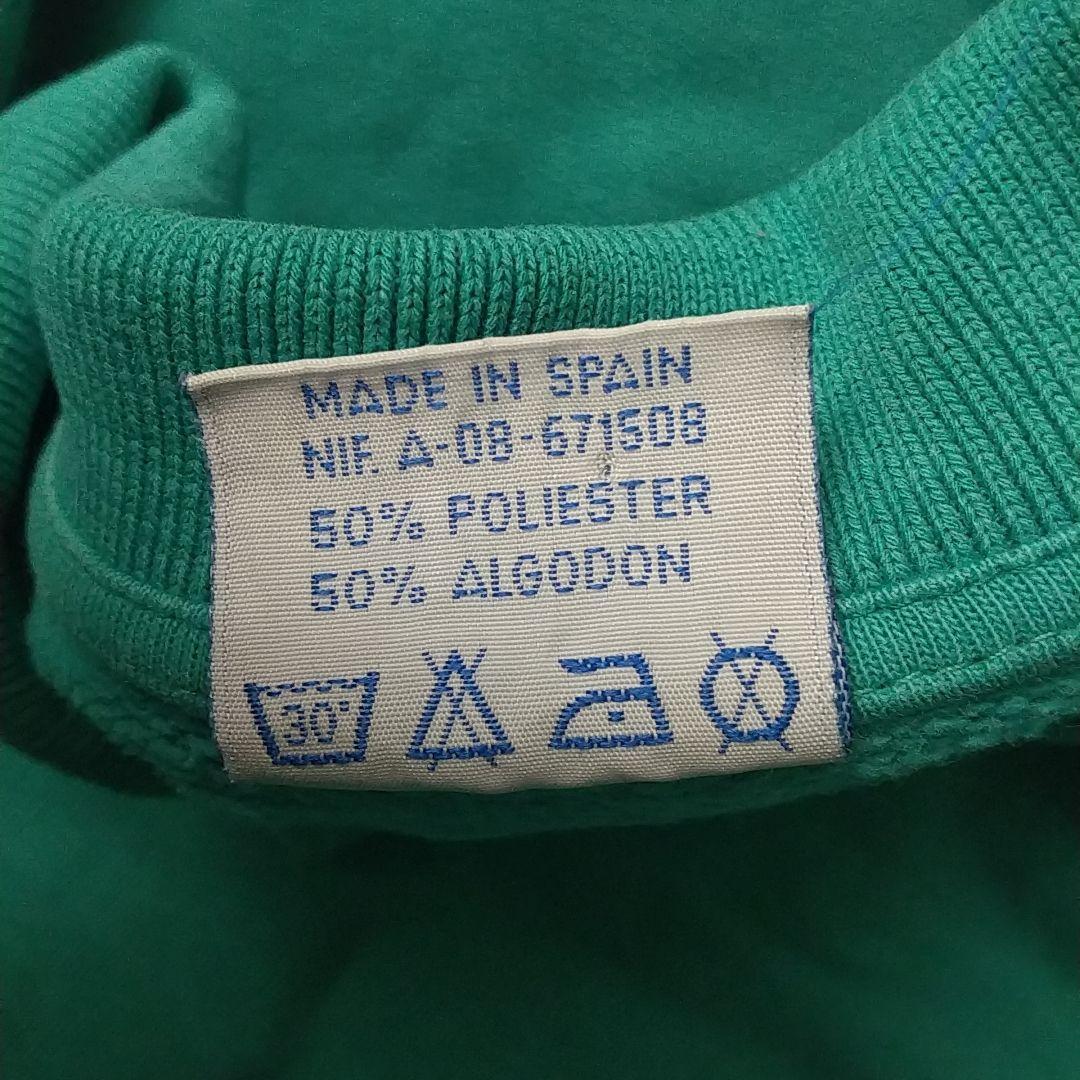 MADE IN SPAIN
NIF. A-08-671508
50% POLIESTER
50% ALGODON
30°